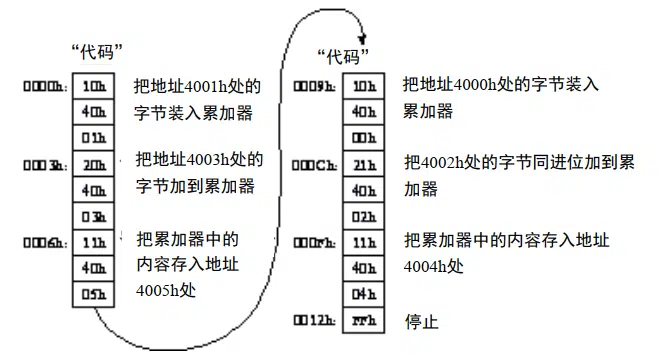 “代码”
0000h: 10h 把地址4001h处的
40h 字节装入累加器
01h
0003h: 20h 把地址4003h处的
40h 字节加到累加器
03h
0006h: 11h 把累加器中的
40h 内容存入地址
05h 4005h处
“代码”
0009h: 10h 把地址4000h处的字节装入
40h 累加器
00h
000Ch: 21h 把4002h处的字节同进位加到累
40h 加器
02h
000Fh: 11h 把累加器中的内容存入地址
40h 4004h处
04h
0012h: FFh 停止